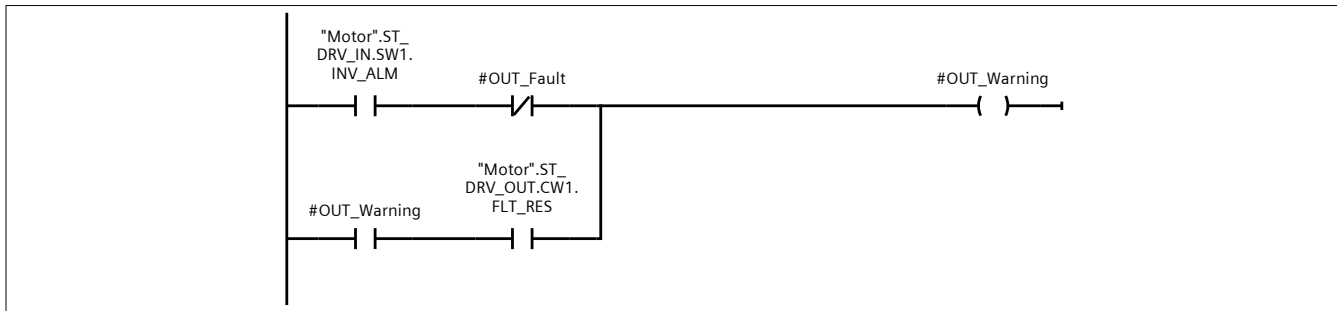 "Motor".ST_
DRV_IN.SW1.
INV_ALM
#OUT_Fault
#OUT_Warning
"Motor".ST_
DRV_OUT.CW1.
FLT_RES
#OUT_Warning